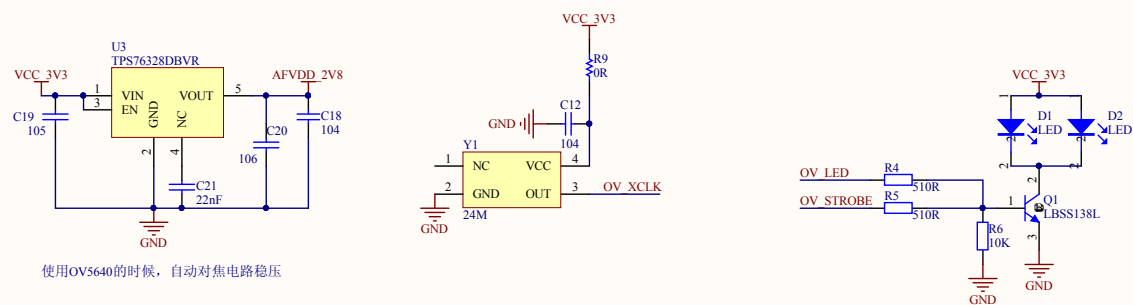 U3
TPS76328DBVR
VCC_3V3
AFVDD_2V8
1
VIN
VOUT
5
3
EN
GND
NC
2
4
C19
105
C20
106
C18
104
C21
22nF
GND
使用OV5640的时候，自动对焦电路稳压
VCC_3V3
R9
0R
C12
GND
104
Y1
1
NC
VCC
4
2
GND
OUT
3
OV_XCLK
24M
GND
VCC_3V3
1
1
D1
LED
D2
LED
2
2
OV_LED
R4
510R
OV_STROBE
R5
510R
2
1
Q1
LBSS138L
R6
10K
3
GND
GND